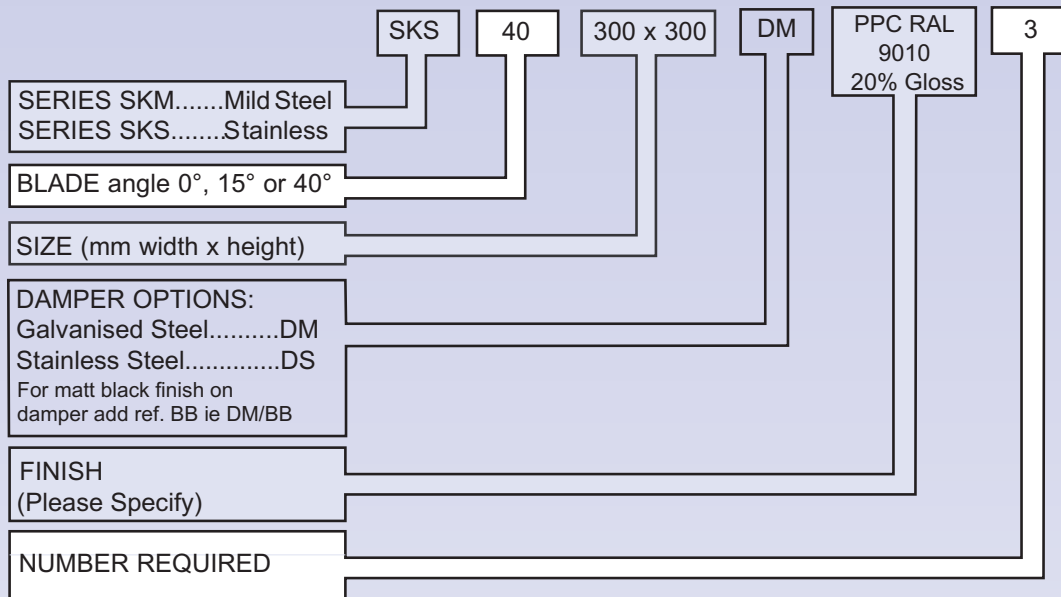 SKS
40
300 x 300
DM
PPC RAL
9010
20% Gloss
3
SERIES SKM.......Mild Steel
SERIES SKS........Stainless
BLADE angle 0°, 15° or 40°
SIZE (mm width x height)
DAMPER OPTIONS:
Galvanised Steel..........DM
Stainless Steel..............DS
For matt black finish on
damper add ref. BB ie DM/BB
FINISH
(Please Specify)
NUMBER REQUIRED